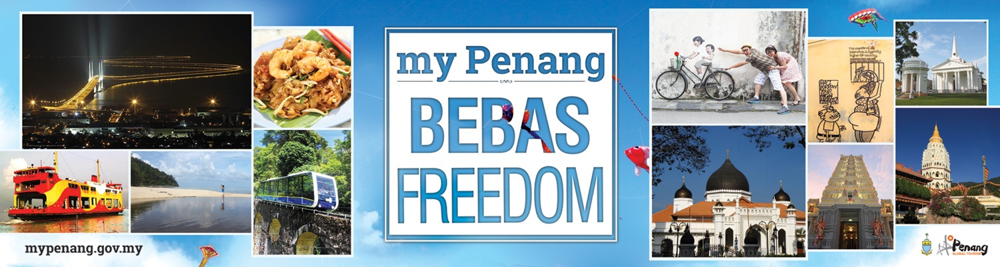 my Penang
BEBAS
FREEDOM
mypenang.gov.my
Penang
GLOBAL TOURISM